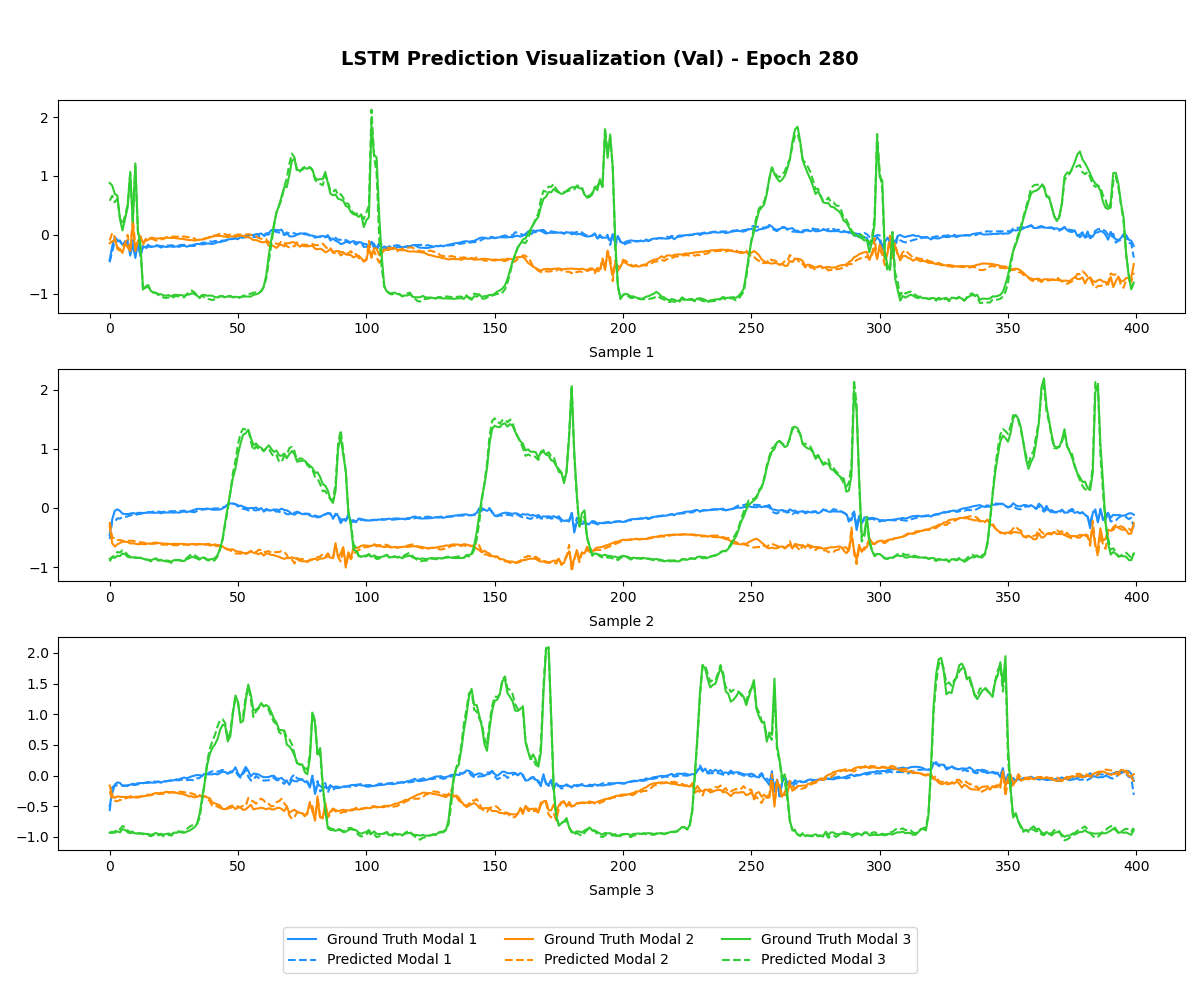 LSTM Prediction Visualization (Val) - Epoch 280
2
1
0
−1
0 50 100 150 200 250 300 350 400
Sample 1
2
1
0
−1
0 50 100 150 200 250 300 350 400
Sample 2
2.0
1.5
1.0
0.5
0.0
−0.5
−1.0
0 50 100 150 200 250 300 350 400
Sample 3
Ground Truth Modal 1 Ground Truth Modal 2 Ground Truth Modal 3
Predicted Modal 1 Predicted Modal 2 Predicted Modal 3